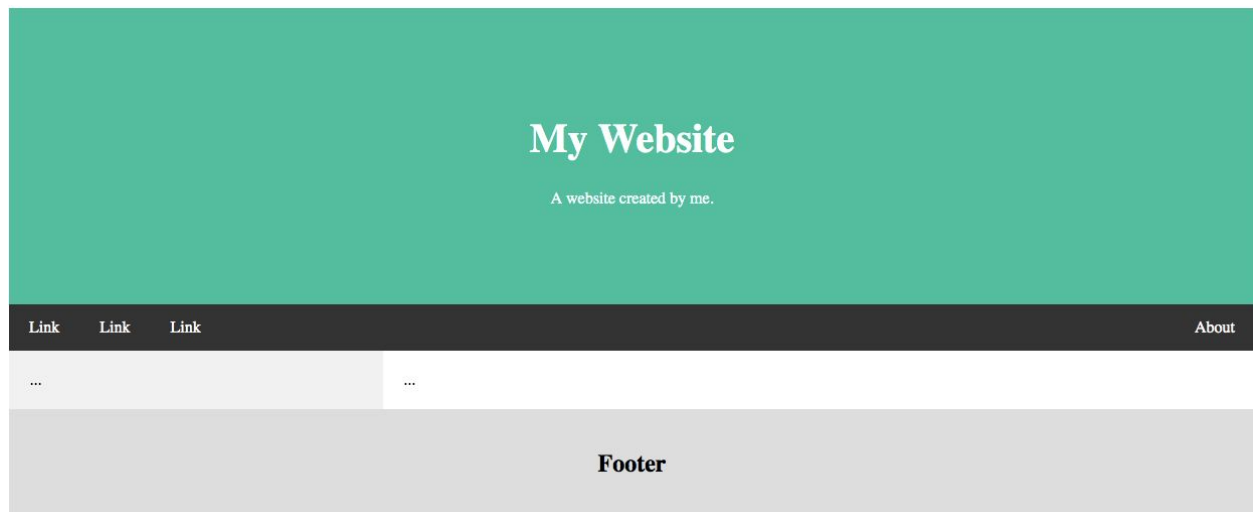 My Website
A website created by me.
Link Link Link About
... ...
Footer